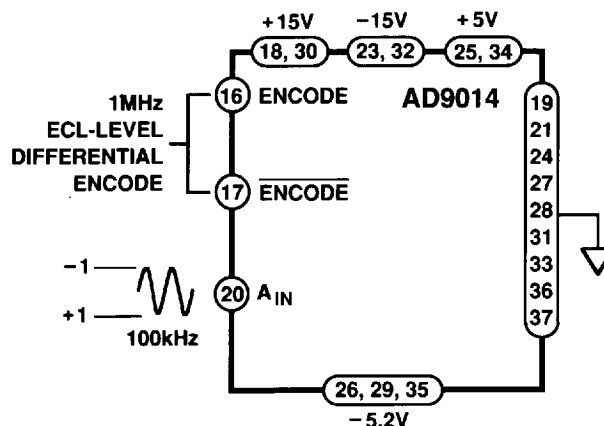 +15V
−15V
+5V
18, 30
23, 32
25, 34
1MHz
ECL-LEVEL
DIFFERENTIAL
ENCODE
16
ENCODE
AD9014
17
ENCODE
−1
+1
100kHz
20
AIN
19
21
24
27
28
31
33
36
37
26, 29, 35
−5.2V